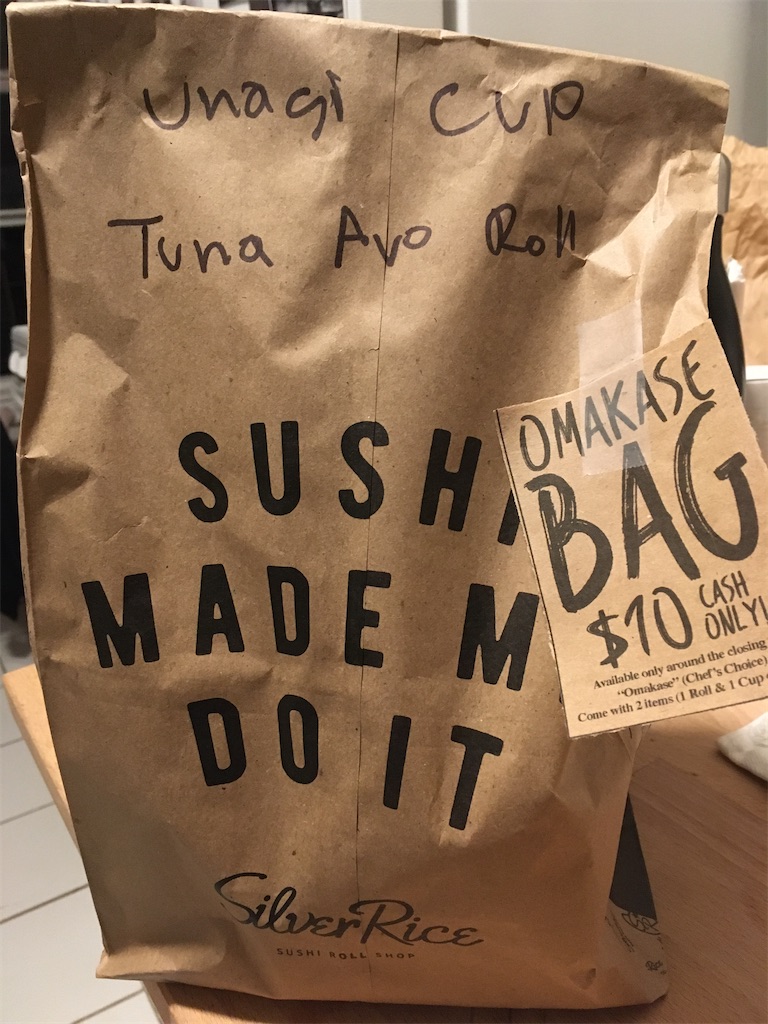 Unagi Cup
Tuna Avo Roll
SUSHI
MADE M
DO IT
SilverRice
SUSHI ROLL SHOP
OMAKASE
BAG
$10 CASH ONLY!
Available only around the closing
"Omakase" (Chef's Choice)
Come with 2 items (1 Roll & 1 Cup